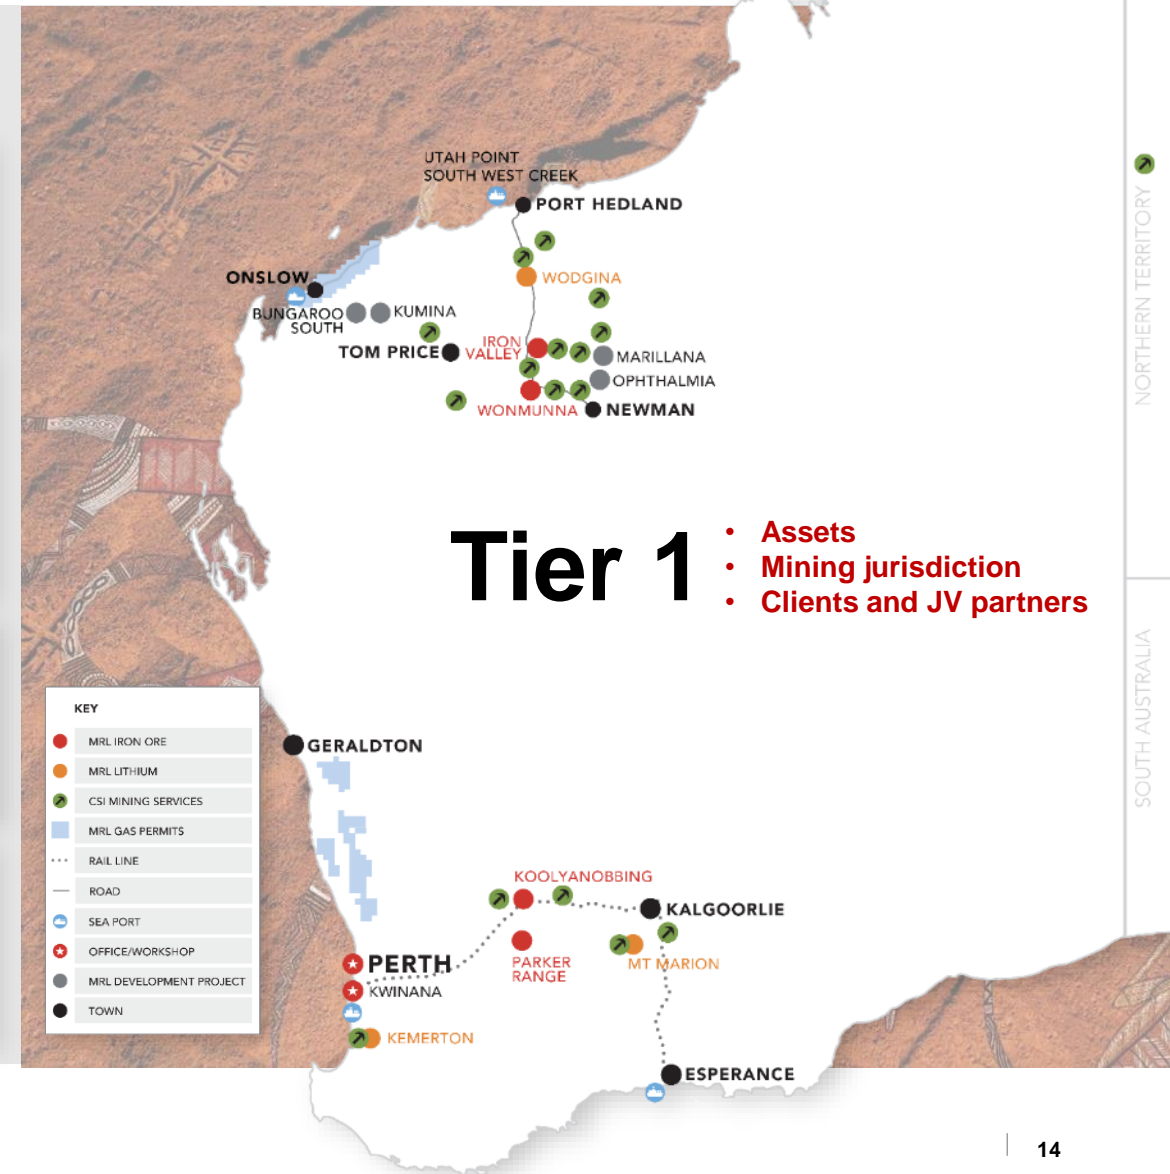 UTAH POINT
SOUTH WEST CREEK
PORT HEDLAND
WODGINA
ONSLOW
BUNGAROO
SOUTH
KUMINA
TOM PRICE
IRON
VALLEY
MARILLANA
OPHTHALMIA
WONMUNNA
NEWMAN
NORTHERN TERRITORY
Tier 1
• Assets
• Mining jurisdiction
• Clients and JV partners
SOUTH AUSTRALIA
KEY
MRL IRON ORE
MRL LITHIUM
CSI MINING SERVICES
MRL GAS PERMITS
RAIL LINE
ROAD
SEA PORT
OFFICE/WORKSHOP
MRL DEVELOPMENT PROJECT
TOWN
GERALDTON
KOOLYANOBBING
KALGOORLIE
PARKER
RANGE
MT MARION
PERTH
KWINANA
KEMERTON
ESPERANCE
14